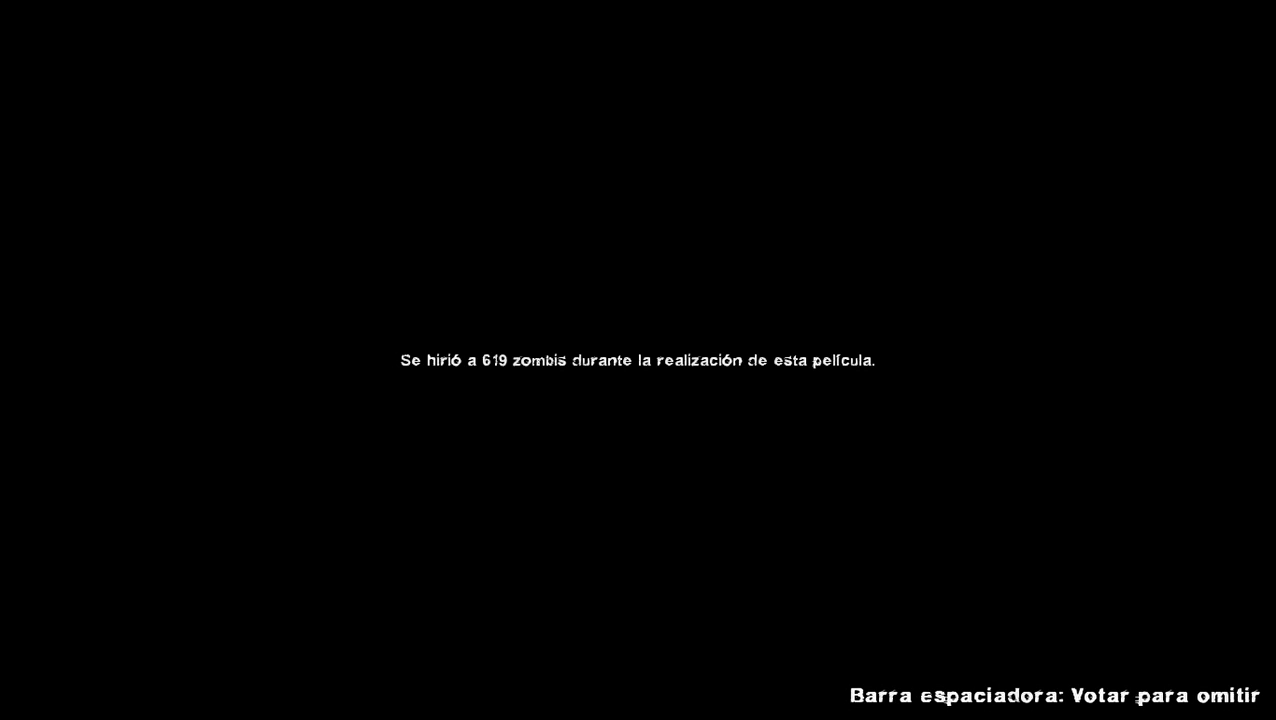 Se hirió a 619 zombis durante la realización de esta película.
Barra espaciadora: Votar para omitir